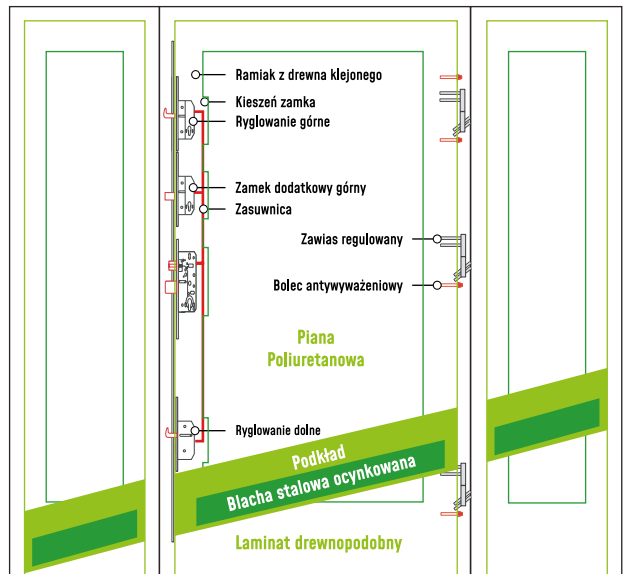 Ramiak z drewna klejonego
Kieszeń zamka
Ryglowanie górne
Zamek dodatkowy górny
Zasuwnica
Zawias regulowany
Bolec antywyważeniowy
Piana
Poliuretanowa
Ryglowanie dolne
Podkład
Blacha stalowa ocynkowana
Laminat drewnopodobny